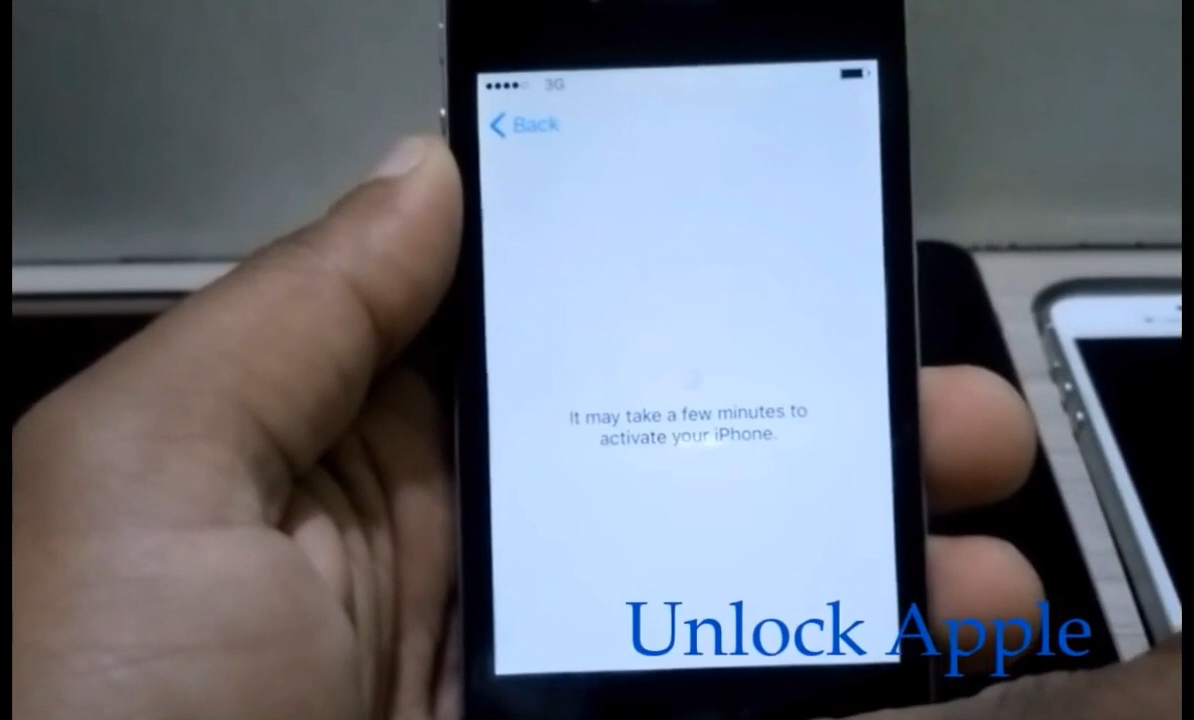 3G
Back
It may take a few minutes to
activate your iPhone.
Unlock Apple